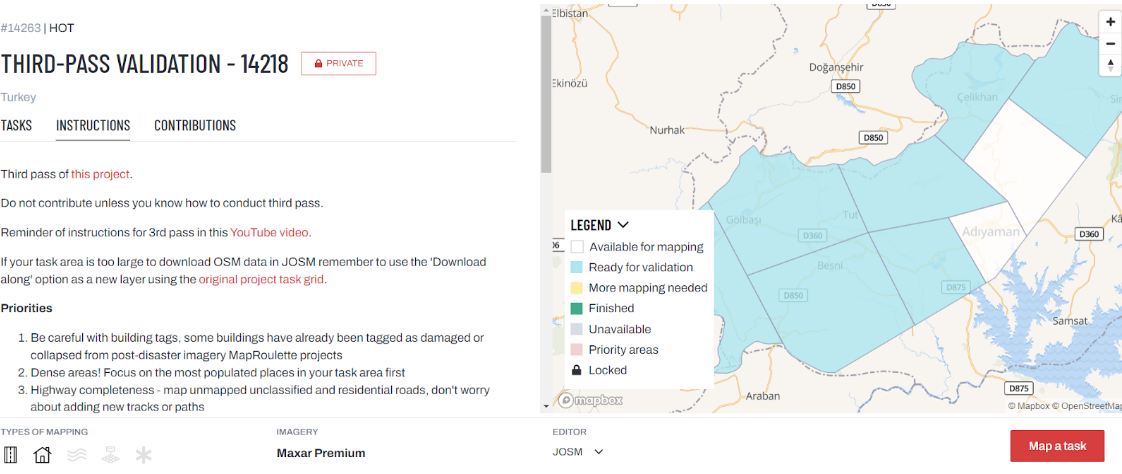 #14263 | HOT
THIRD-PASS VALIDATION - 14218
PRIVATE
Turkey
TASKS
INSTRUCTIONS
CONTRIBUTIONS
Third pass of this project.
Do not contribute unless you know how to conduct third pass.
Reminder of instructions for 3rd pass in this YouTube video.
If your task area is too large to download OSM data in JOSM remember to use the 'Download
along' option as a new layer using the original project task grid.
Priorities
1. Be careful with building tags, some buildings have already been tagged as damaged or
collapsed from post-disaster imagery MapRoulette projects
2. Dense areas! Focus on the most populated places in your task area first
3. Highway completeness - map unmapped unclassified and residential roads, don't worry
about adding new tracks or paths
TYPES OF MAPPING
IMAGERY
Maxar Premium
EDITOR
JOSM
Map a task
Elbistan
Ekinözü
Doğanşehir
D850
Nurhak
D850
Çelikhan
Gölbaşı
Tut
D360
Besni
D850
Adıyaman
D360
D875
Samsat
D875
Araban
LEGEND
Available for mapping
Ready for validation
More mapping needed
Finished
Unavailable
Priority areas
Locked
+
−
mapbox
© Mapbox © OpenStreetMap